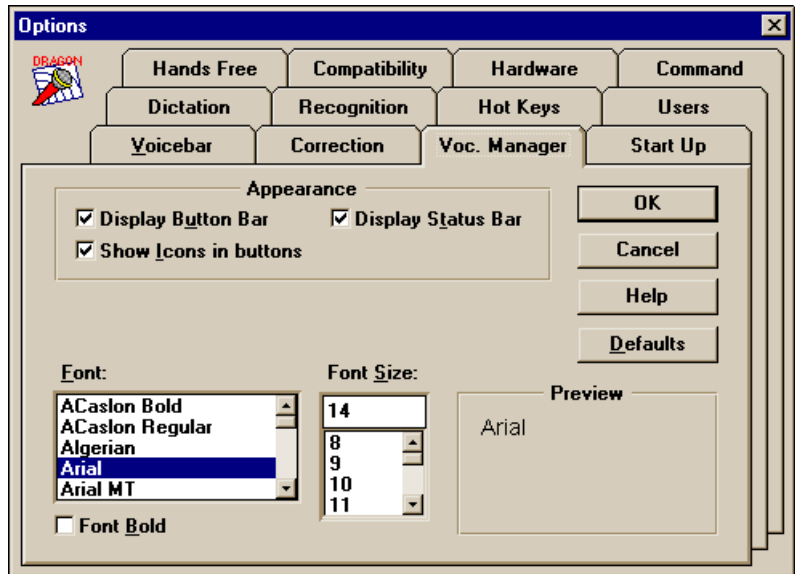 Options
DRAGON
Hands Free Compatibility Hardware Command
Dictation Recognition Hot Keys Users
Voicebar Correction Voc. Manager Start Up
Appearance
Display Button Bar Display Status Bar
Show Icons in buttons
OK
Cancel
Help
Defaults
Font:
ACaslon Bold
ACaslon Regular
Algerian
Arial
Arial MT
Font Bold
Font Size:
14
8
9
10
11
Preview
Arial